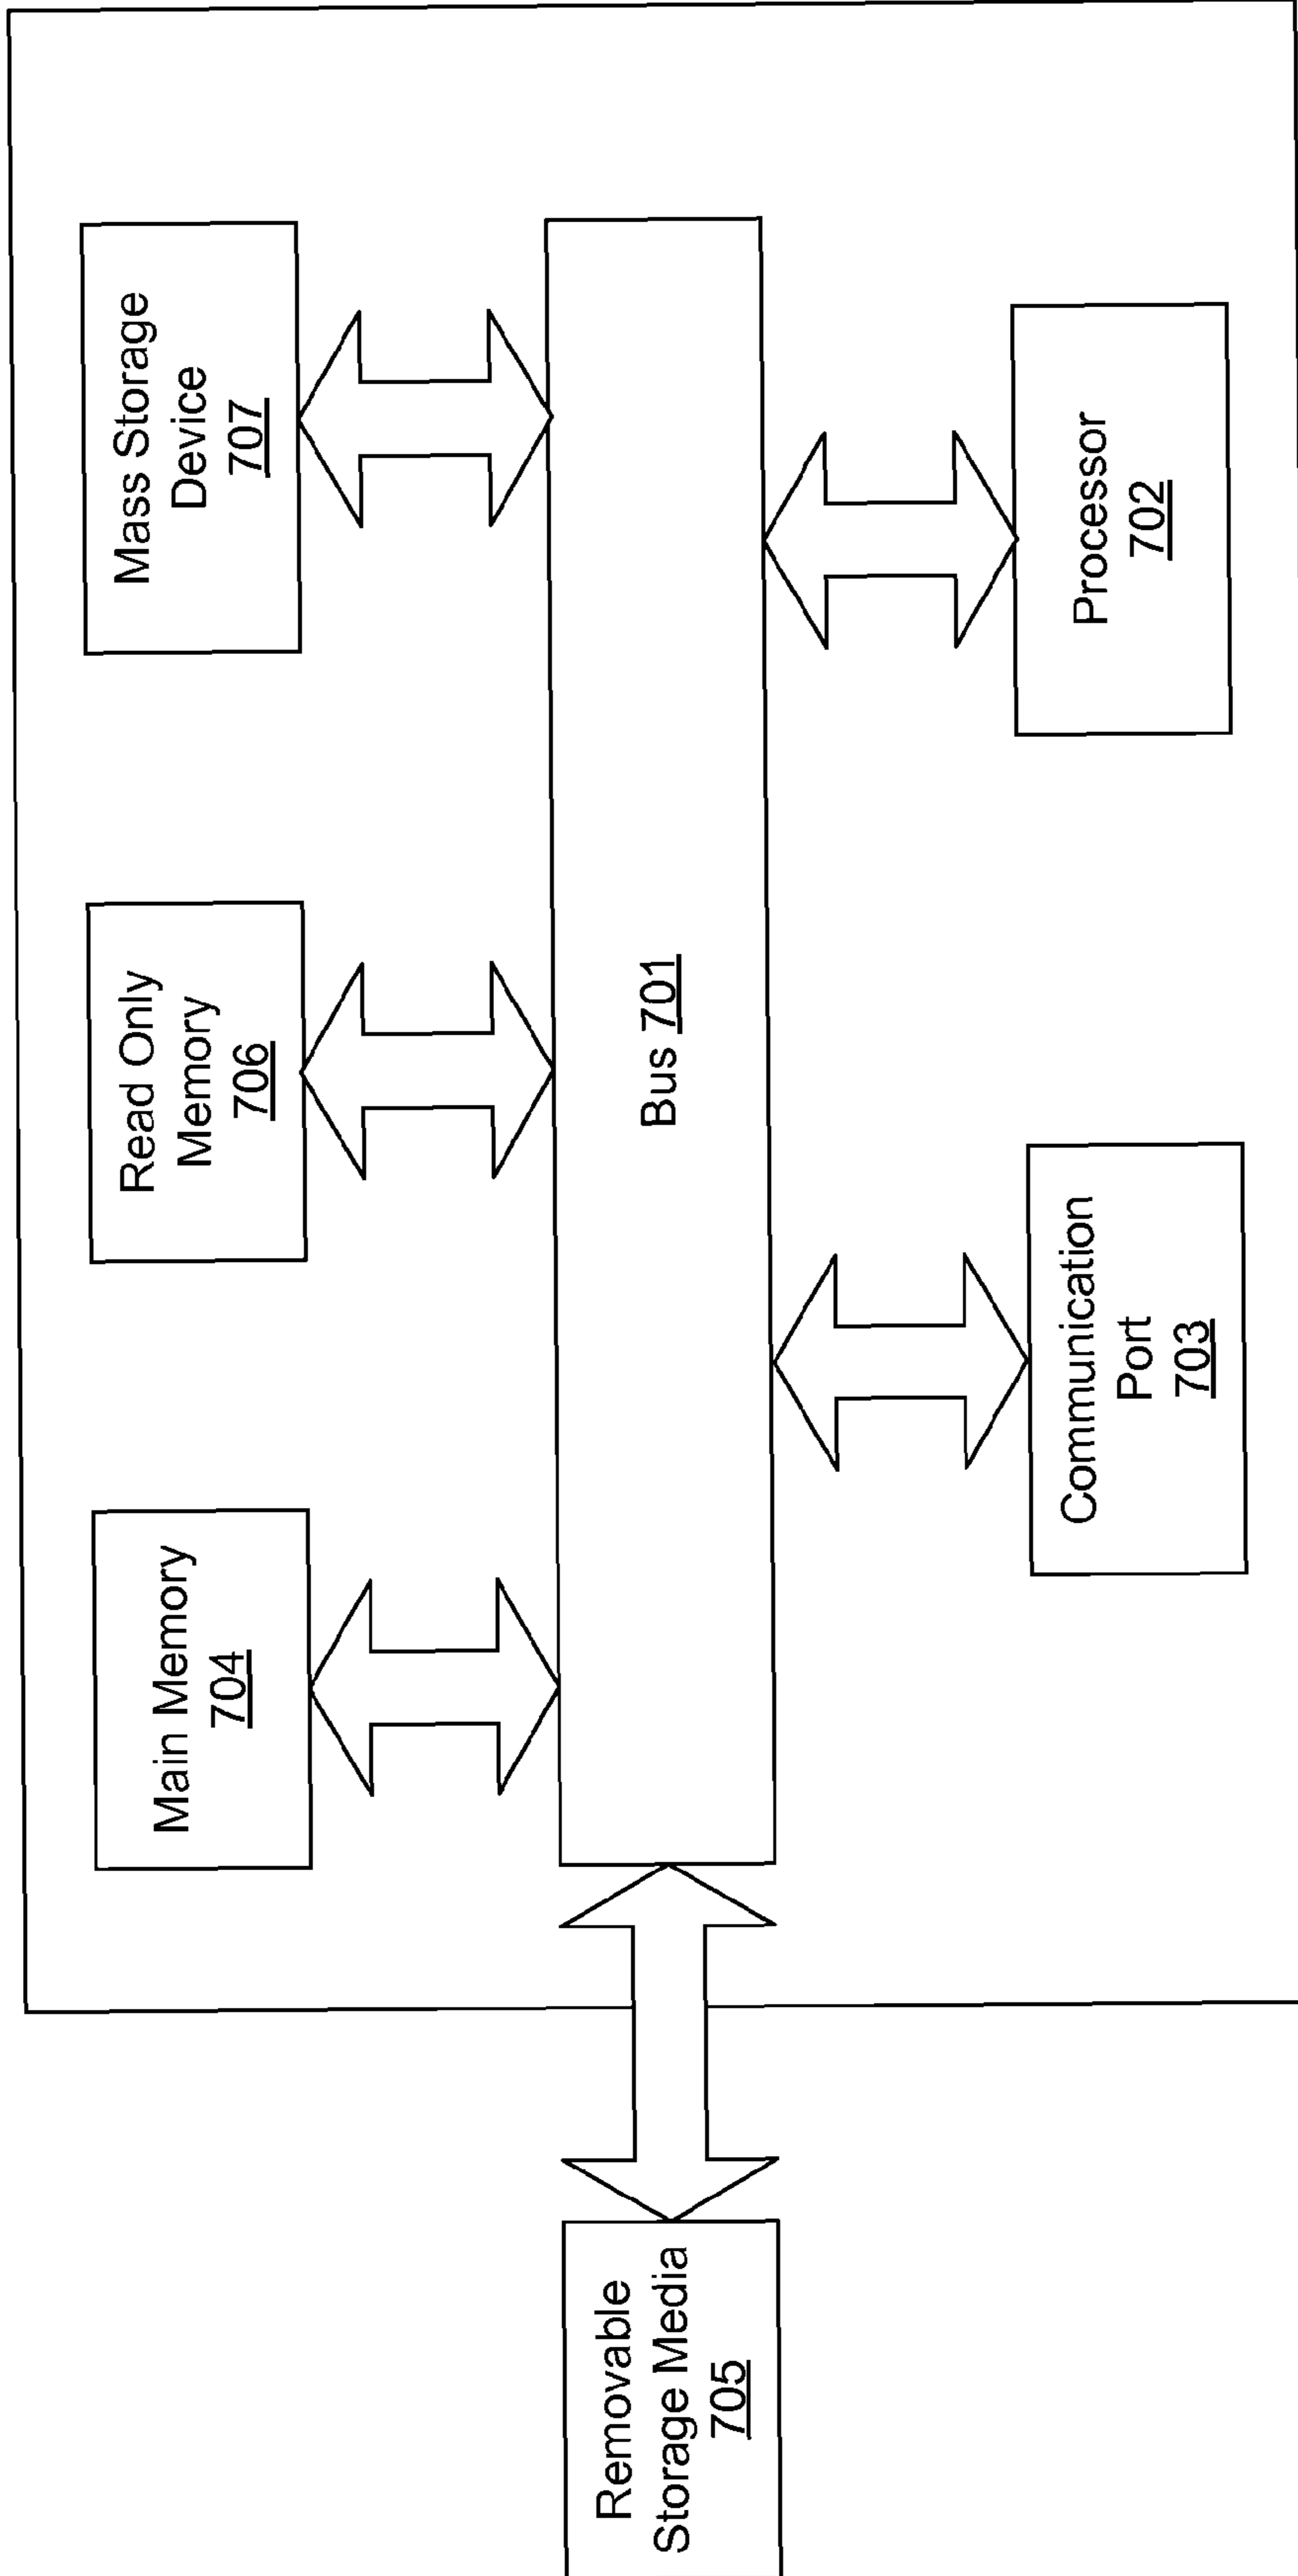 Main Memory
704
Read Only
Memory
706
Mass Storage
Device
707
Removable
Storage Media
705
Bus 701
Communication
Port
703
Processor
702